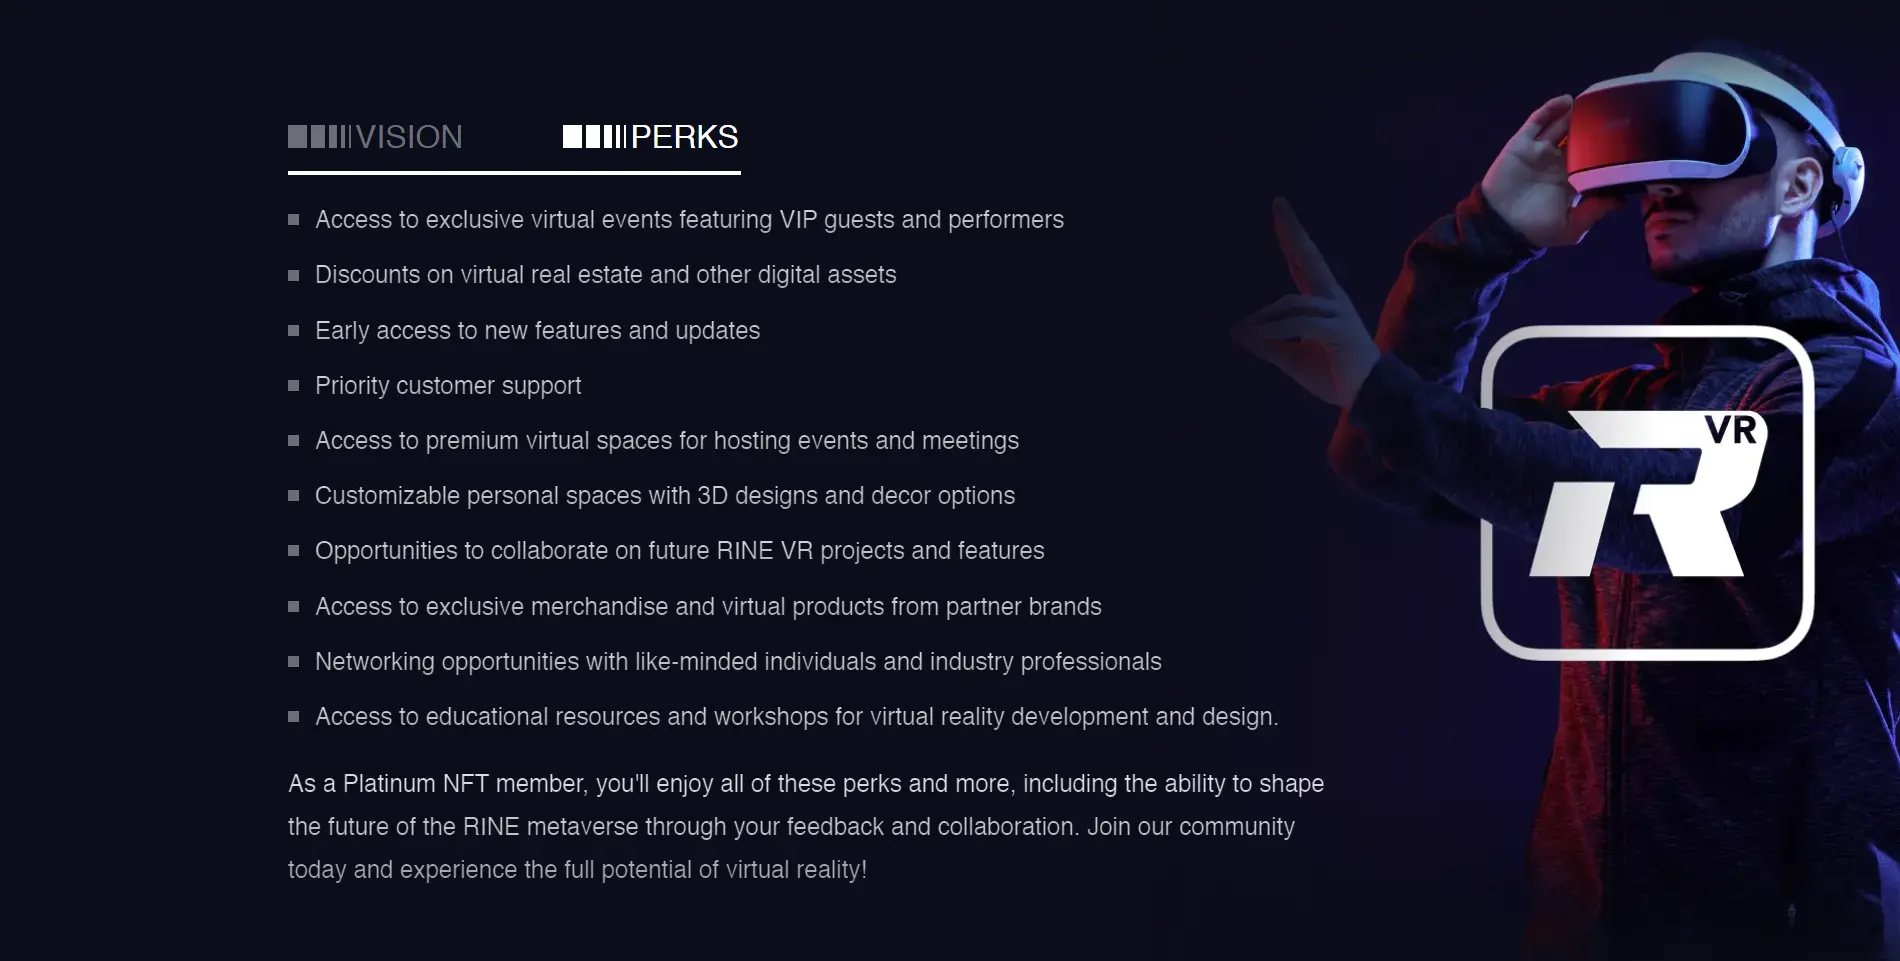 VISION
PERKS
Access to exclusive virtual events featuring VIP guests and performers
Discounts on virtual real estate and other digital assets
Early access to new features and updates
Priority customer support
Access to premium virtual spaces for hosting events and meetings
Customizable personal spaces with 3D designs and decor options
Opportunities to collaborate on future RINE VR projects and features
Access to exclusive merchandise and virtual products from partner brands
Networking opportunities with like-minded individuals and industry professionals
Access to educational resources and workshops for virtual reality development and design.
As a Platinum NFT member, you'll enjoy all of these perks and more, including the ability to shape
the future of the RINE metaverse through your feedback and collaboration. Join our community
today and experience the full potential of virtual reality!
R VR